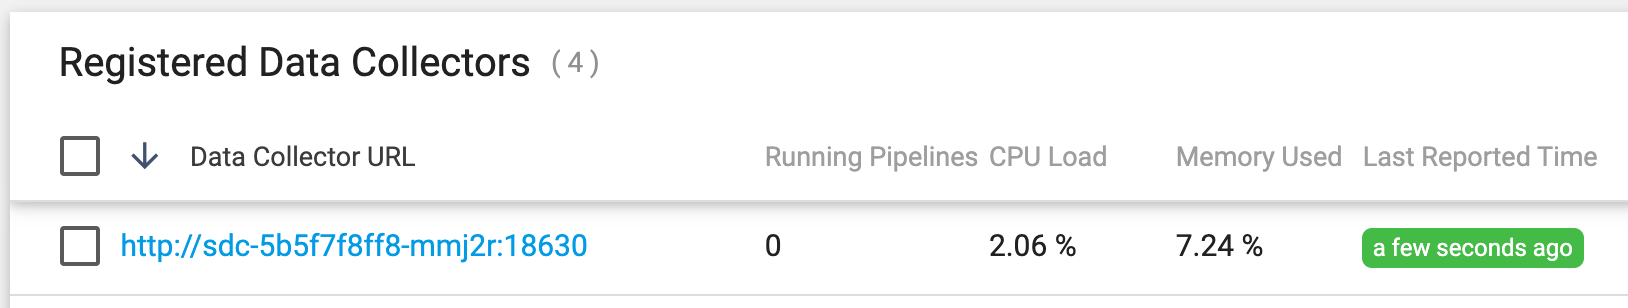 Registered Data Collectors (4)
Data Collector URL Running Pipelines CPU Load Memory Used Last Reported Time
http://sdc-5b5f7f8ff8-mmj2r:18630 0 2.06 % 7.24 % a few seconds ago